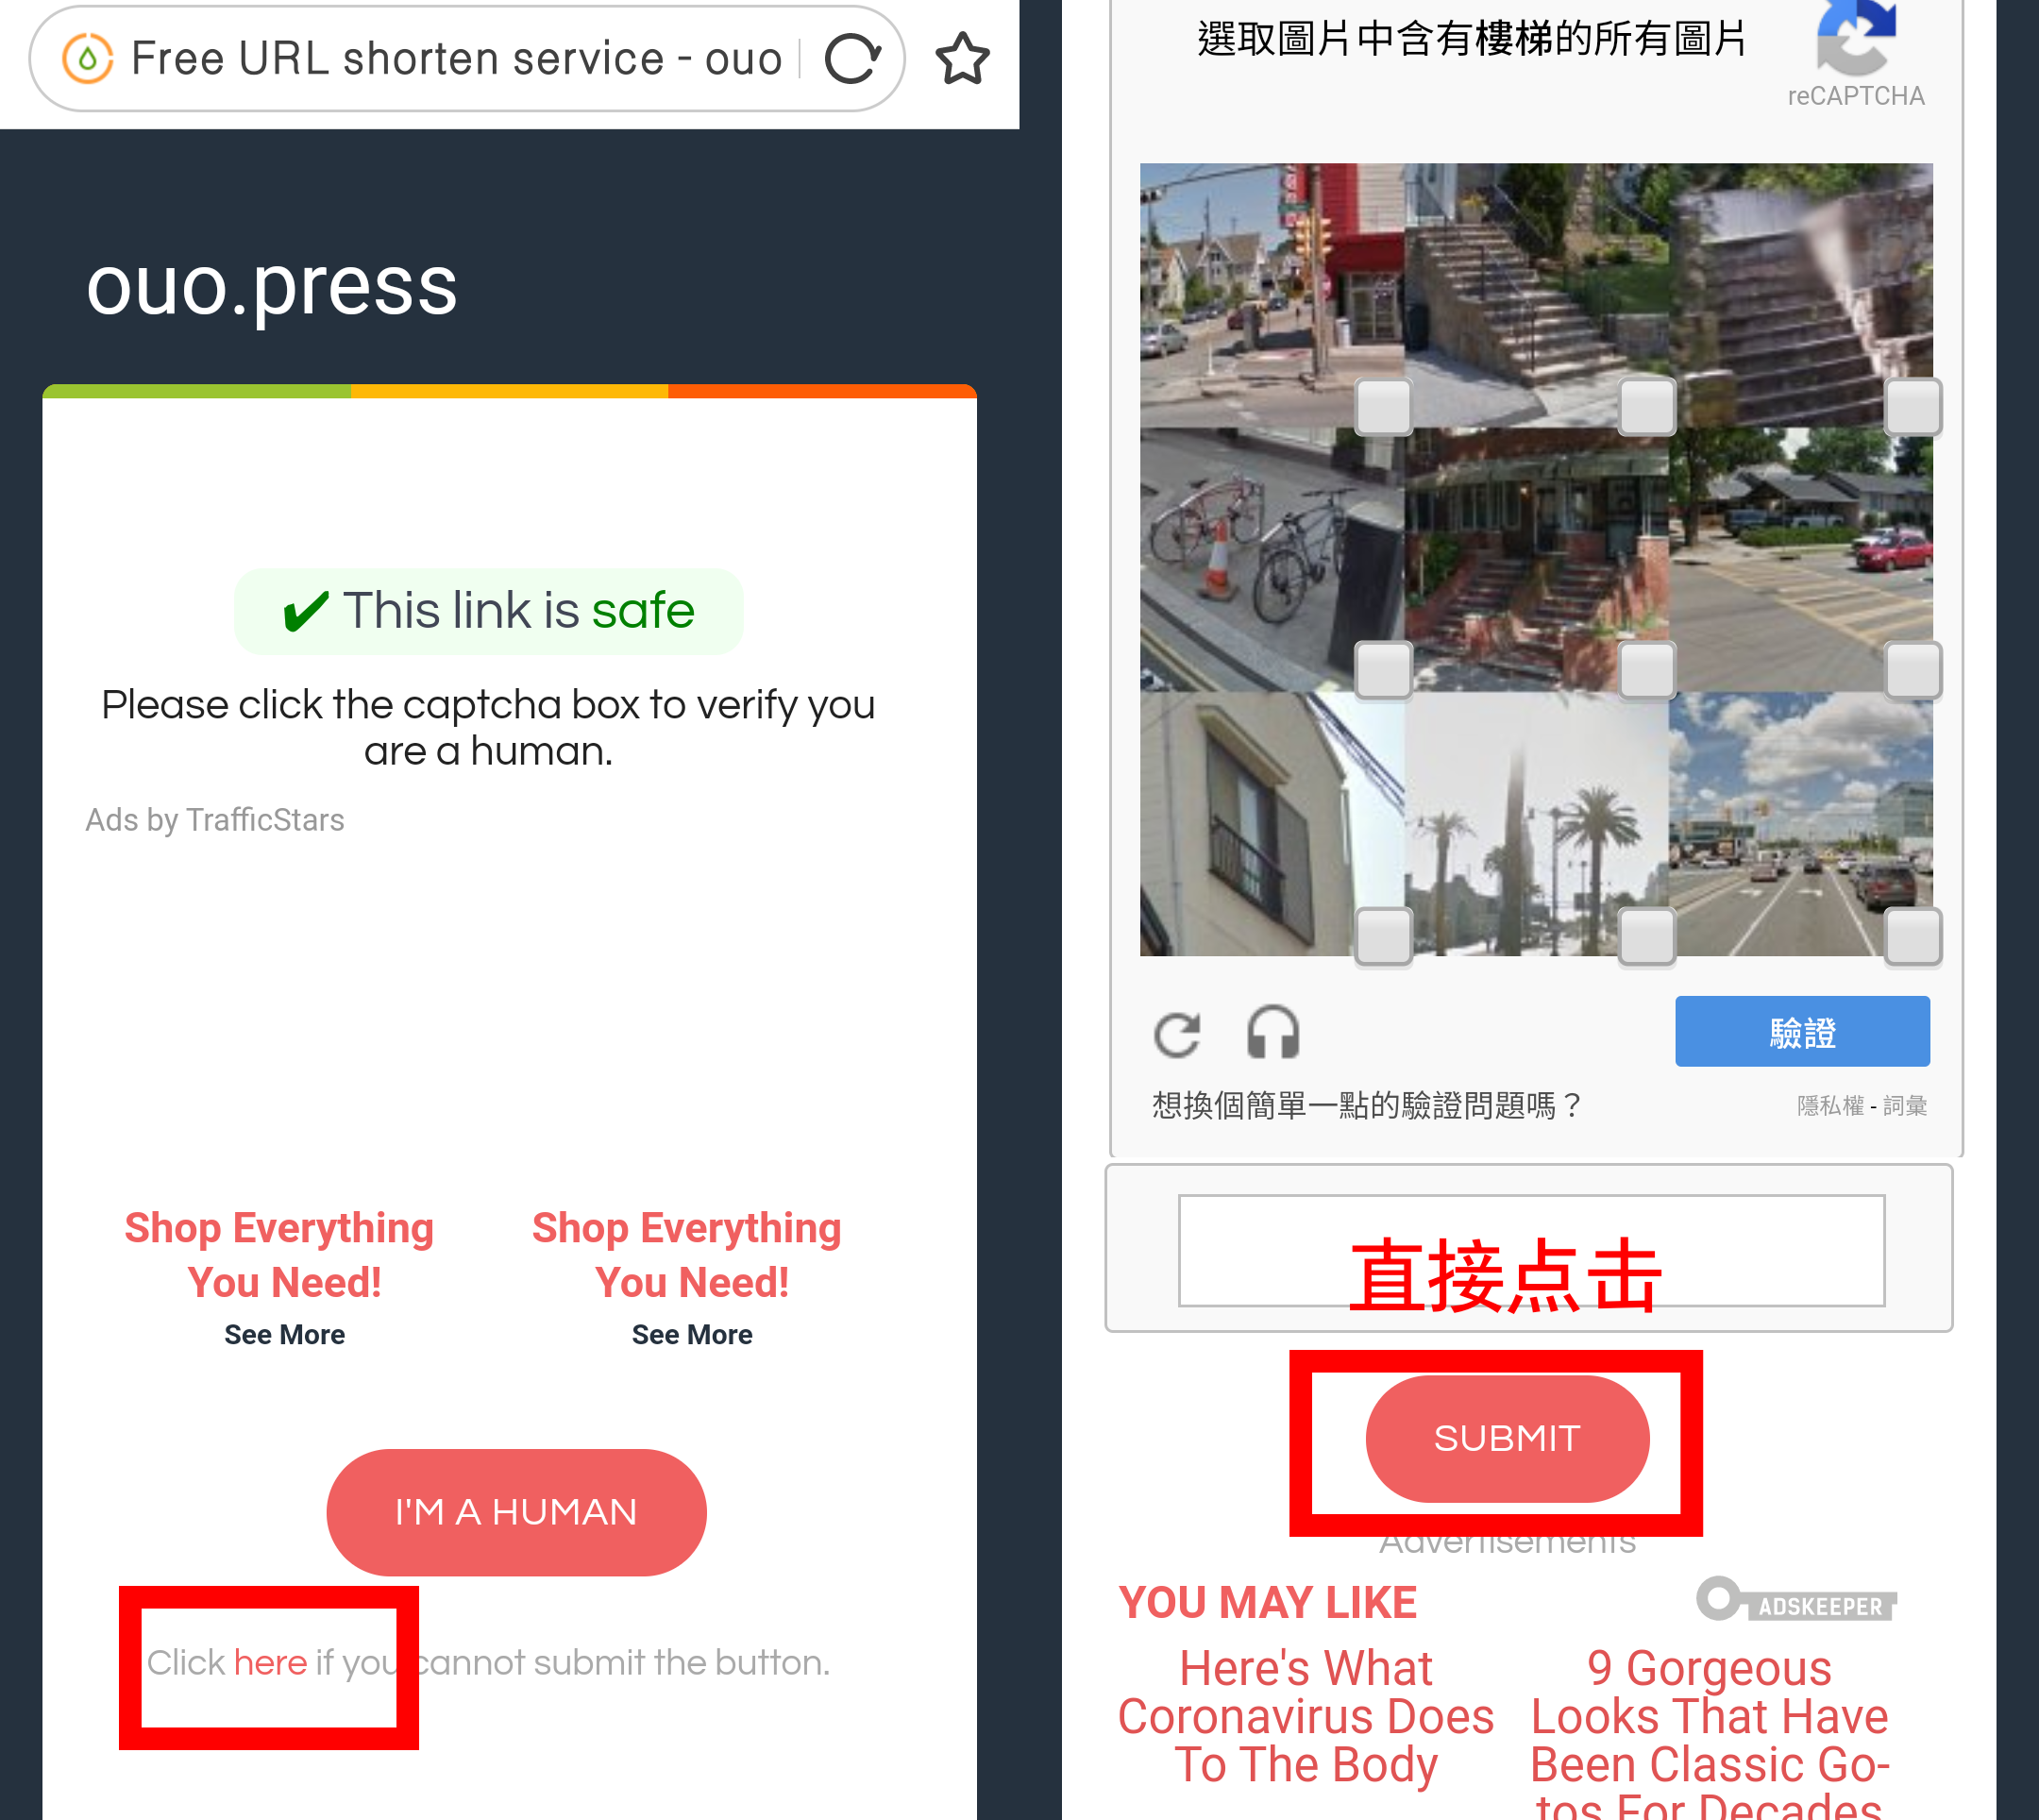 Free URL shorten service - ouo
ouo.press
✔ This link is safe
Please click the captcha box to verify you
are a human.
Ads by TrafficStars
Shop Everything
You Need!
See More
Shop Everything
You Need!
See More
I'M A HUMAN
Click here if you cannot submit the button.
選取圖片中含有樓梯的所有圖片
reCAPTCHA
驗證
想換個簡單一點的驗證問題嗎？
隱私權 - 詞彙
直接点击
SUBMIT
Advertisements
YOU MAY LIKE
ADSKEEPER
Here's What
Coronavirus Does
To The Body
9 Gorgeous
Looks That Have
Been Classic Go-
tos For Decades